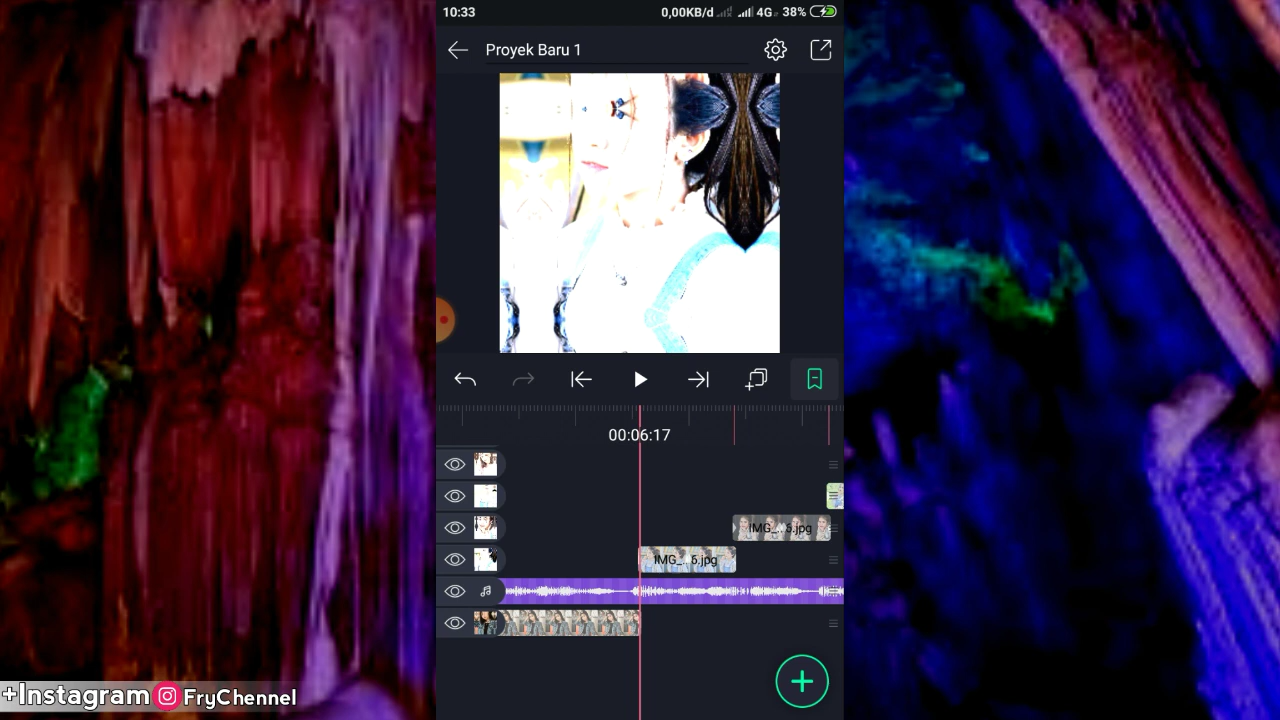 10:33
0,00KB/d
4G
38%
Proyek Baru 1
00:06:17
IMG_... 6.jpg
IMG_... 6.jpg
+Instagram FryChennel